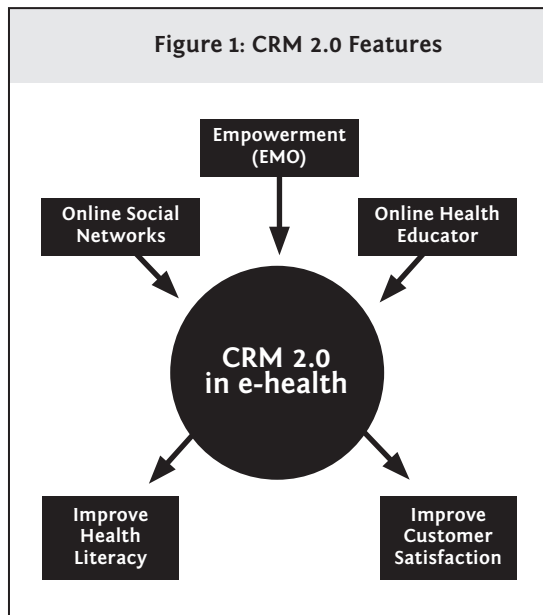 Figure 1: CRM 2.0 Features
Empowerment
(EMO)
Online Social
Networks
Online Health
Educator
CRM 2.0
in e-health
Improve
Health
Literacy
Improve
Customer
Satisfaction